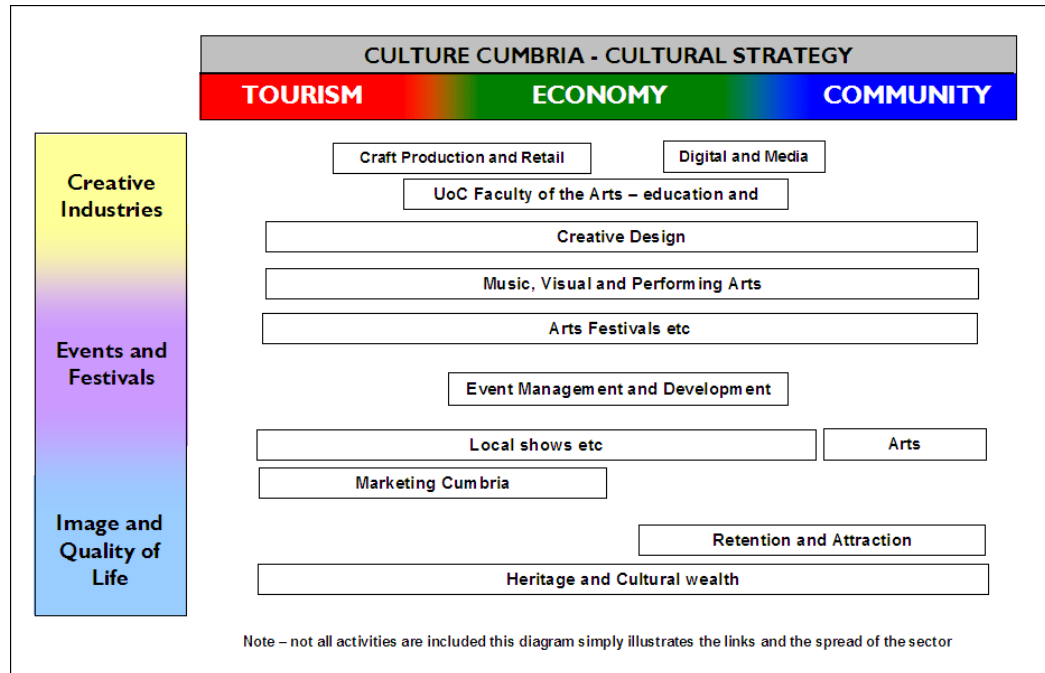 CULTURE CUMBRIA - CULTURAL STRATEGY
TOURISM ECONOMY COMMUNITY
Creative
Industries
Craft Production and Retail
Digital and Media
UoC Faculty of the Arts – education and
Creative Design
Music, Visual and Performing Arts
Arts Festivals etc
Events and
Festivals
Event Management and Development
Local shows etc
Arts
Marketing Cumbria
Image and
Quality of
Life
Retention and Attraction
Heritage and Cultural wealth
Note – not all activities are included this diagram simply illustrates the links and the spread of the sector